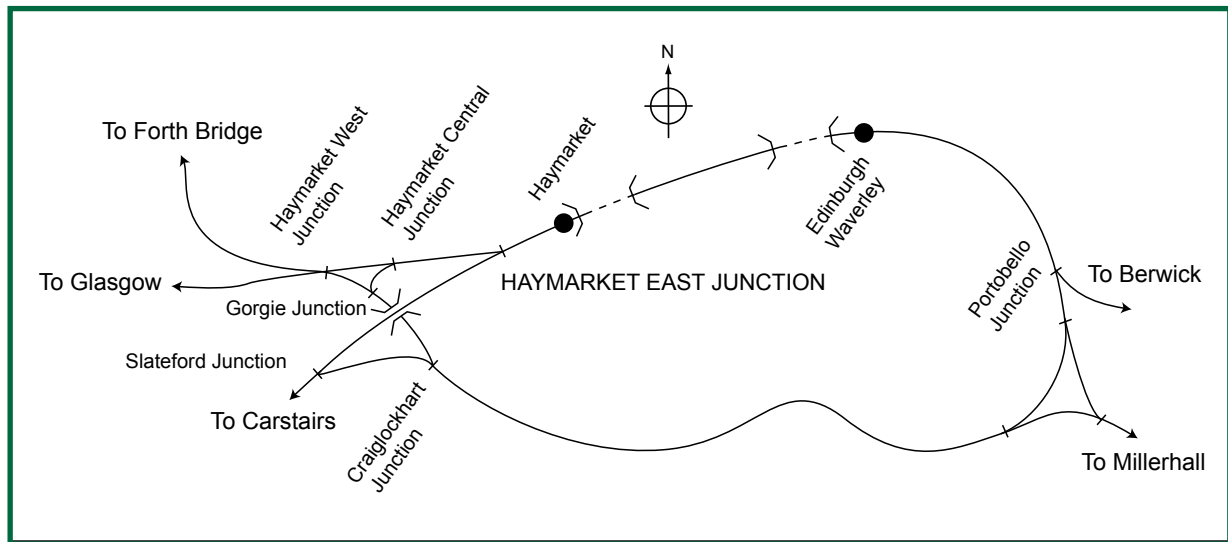 N
To Forth Bridge
Haymarket West
Junction
Haymarket Central
Junction
Haymarket
Edinburgh
Waverley
To Glasgow
Gorgie Junction
HAYMARKET EAST JUNCTION
Portobello
Junction
To Berwick
Slateford Junction
To Carstairs
Craiglockhart
Junction
To Millerhall